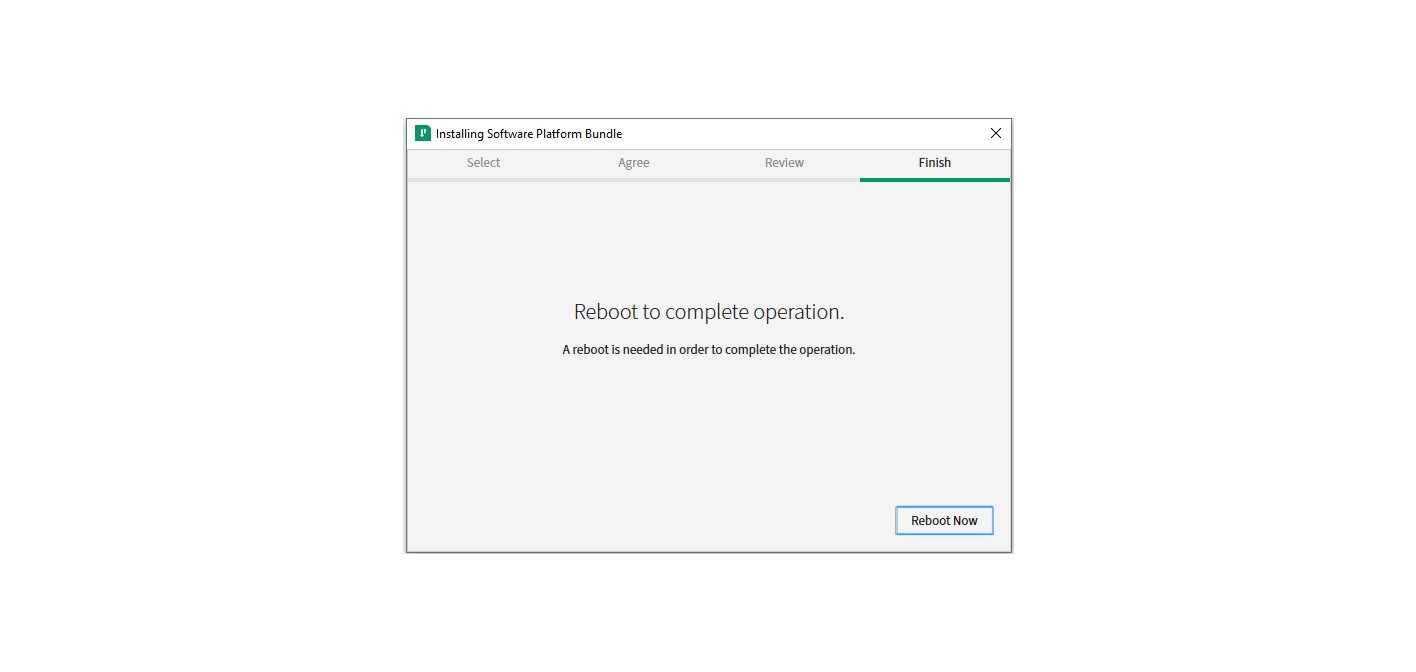 Installing Software Platform Bundle
Select Agree Review Finish
Reboot to complete operation.
A reboot is needed in order to complete the operation.
Reboot Now